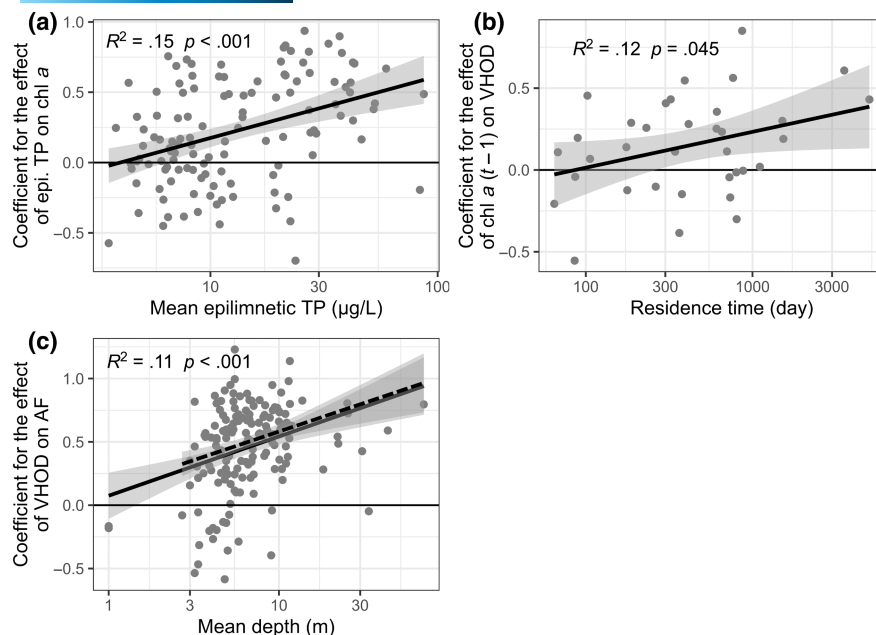 (a)
R² = .15 p < .001
1.0
0.5
0.0
−0.5
10
30
100
Mean epilimnetic TP (µg/L)
Coefficient for the effect
of epi. TP on chl a
(b)
R² = .12 p = .045
0.5
0.0
−0.5
100
300
1000
3000
Residence time (day)
Coefficient for the effect
of chl a (t − 1) on VHOD
(c)
R² = .11 p < .001
1.0
0.5
0.0
−0.5
1
3
10
30
Mean depth (m)
Coefficient for the effect
of VHOD on AF